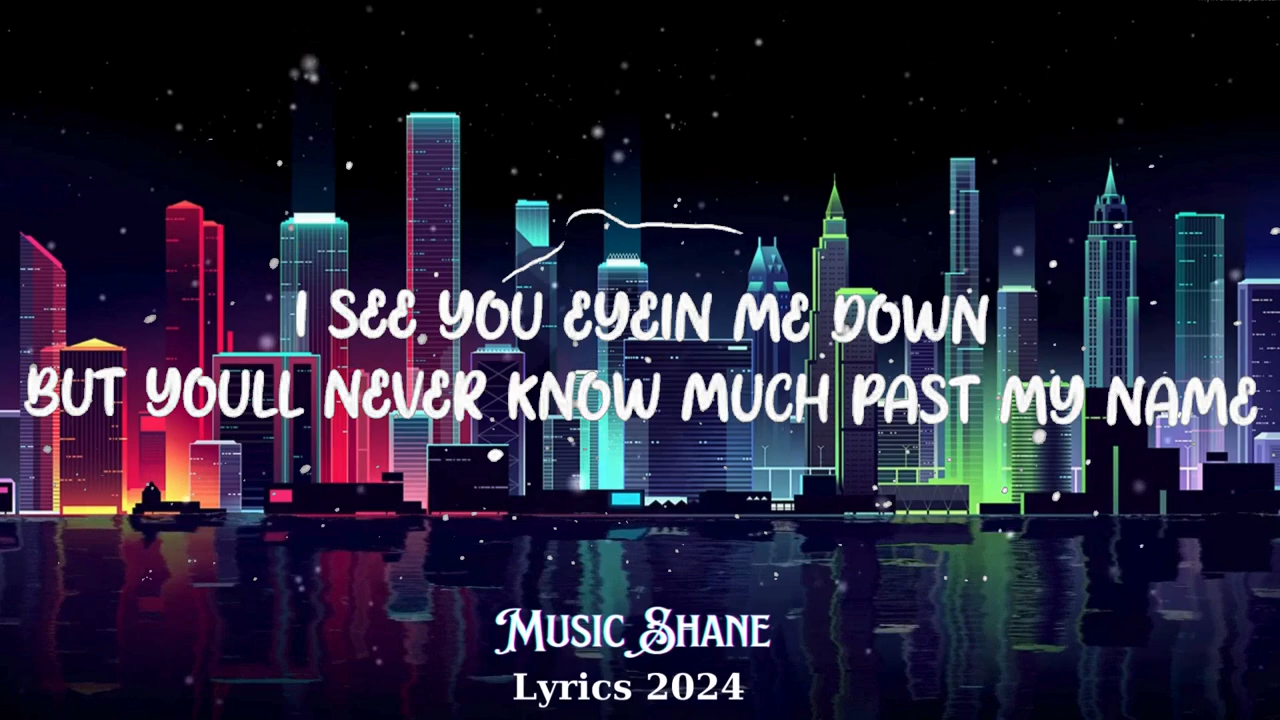 I SEE YOU EYEIN ME DOWN
BUT YOULL NEVER KNOW MUCH PAST MY NAME
MUSIC SHANE
Lyrics 2024